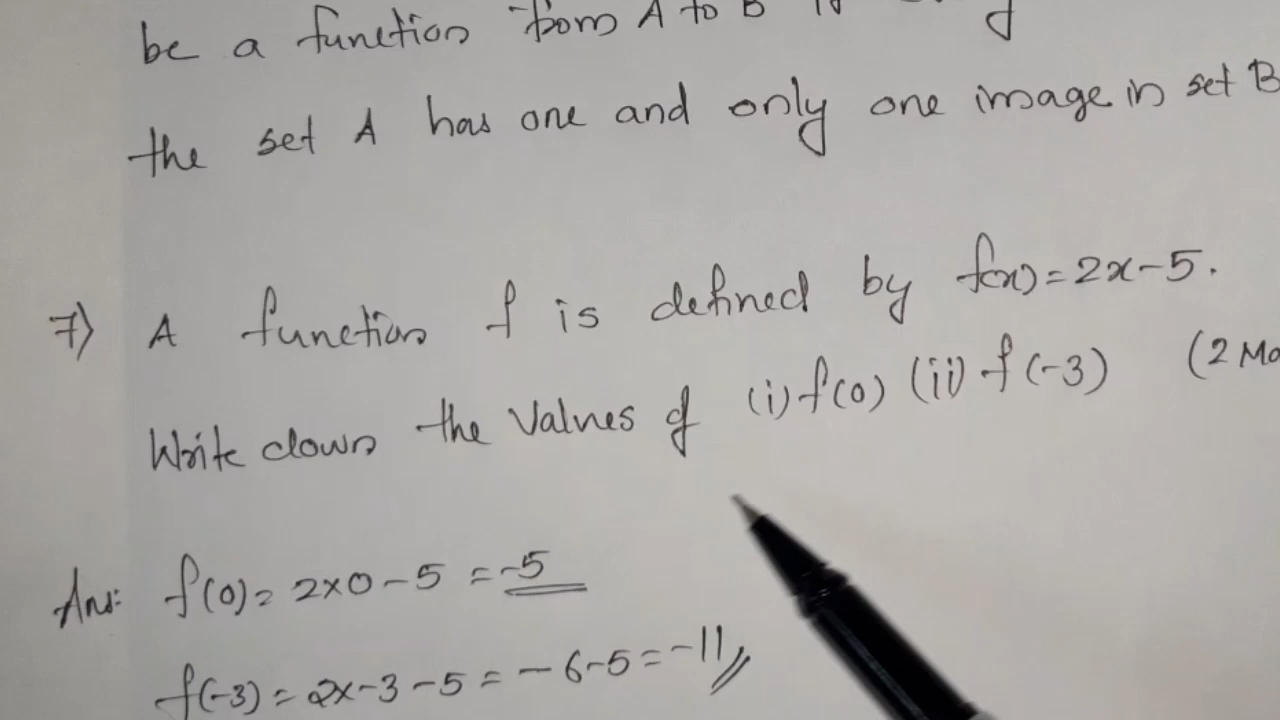 be a function from A to B
the set A has one and only one image in set B
7) A function f is defined by f(x)=2x-5.
Write down the values of (i) f(0) (ii) f(-3) (2 Ma
Ans: f(0)= 2×0-5 =-5
f(-3) = 2x-3-5 = -6-5=-11